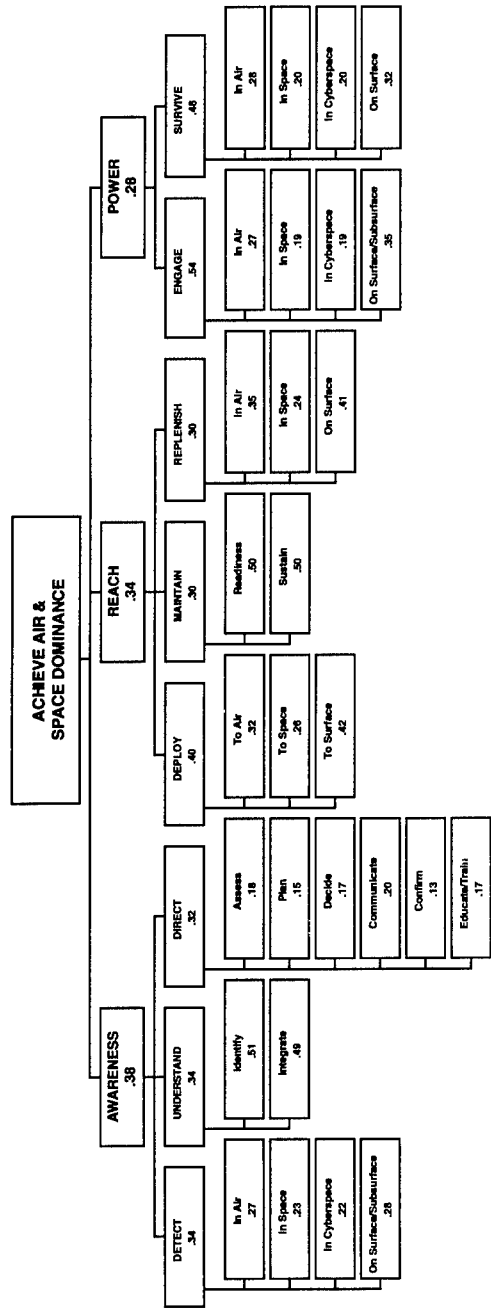 ACHIEVE AIR &
SPACE DOMINANCE
AWARENESS
.38
DETECT
.34
In Air
.27
In Space
.23
In Cyberspace
.22
On Surface/Subsurface
.28
UNDERSTAND
.34
Identify
.51
Integrate
.49
DIRECT
.32
Assess
.18
Plan
.15
Decide
.17
Communicate
.20
Confirm
.13
Educate/Train
.17
REACH
.34
DEPLOY
.40
To Air
.32
To Space
.26
To Surface
.42
MAINTAIN
.30
Readiness
.50
Sustain
.50
REPLENISH
.30
In Air
.35
In Space
.24
On Surface
.41
POWER
.28
ENGAGE
.54
In Air
.27
In Space
.19
In Cyberspace
.19
On Surface/Subsurface
.35
SURVIVE
.46
In Air
.28
In Space
.20
In Cyberspace
.20
On Surface
.32